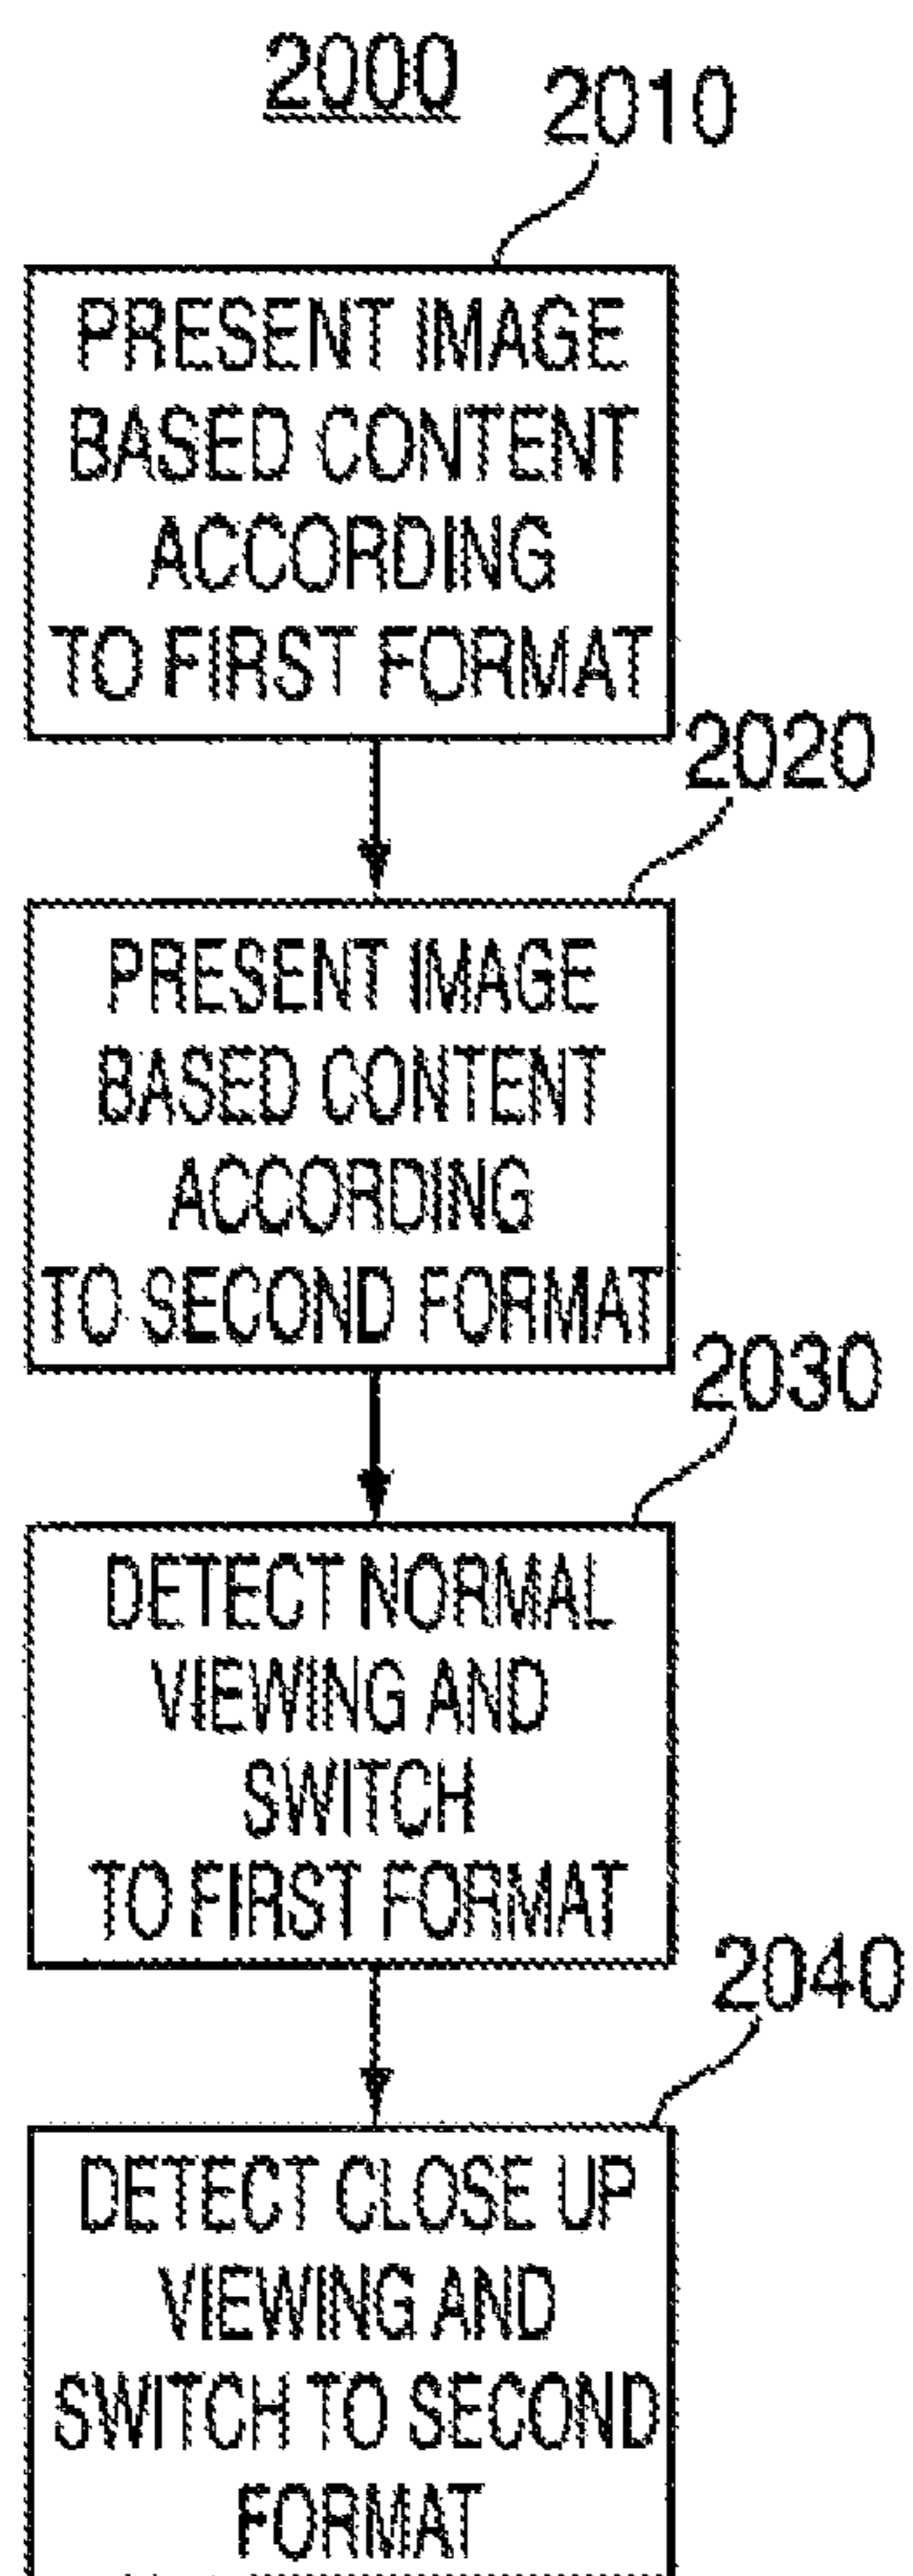 2000
2010
PRESENT IMAGE
BASED CONTENT
ACCORDING
TO FIRST FORMAT
2020
PRESENT IMAGE
BASED CONTENT
ACCORDING
TO SECOND FORMAT
2030
DETECT NORMAL
VIEWING AND
SWITCH
TO FIRST FORMAT
2040
DETECT CLOSE UP
VIEWING AND
SWITCH TO SECOND
FORMAT